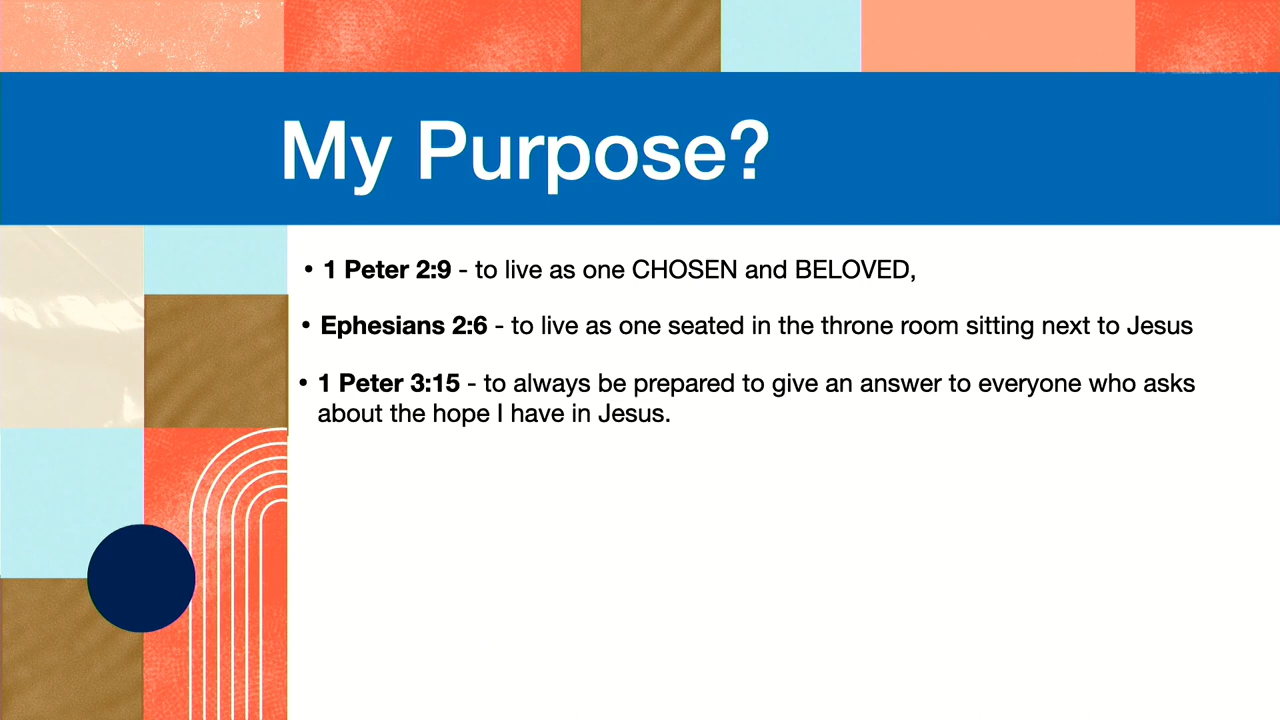 My Purpose?
• 1 Peter 2:9 - to live as one CHOSEN and BELOVED,
• Ephesians 2:6 - to live as one seated in the throne room sitting next to Jesus
• 1 Peter 3:15 - to always be prepared to give an answer to everyone who asks
about the hope I have in Jesus.